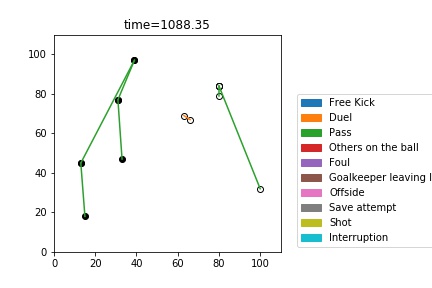 time=1088.35
100
80
60
40
20
0
0 20 40 60 80 100
Free Kick
Duel
Pass
Others on the ball
Foul
Goalkeeper leaving l
Offside
Save attempt
Shot
Interruption